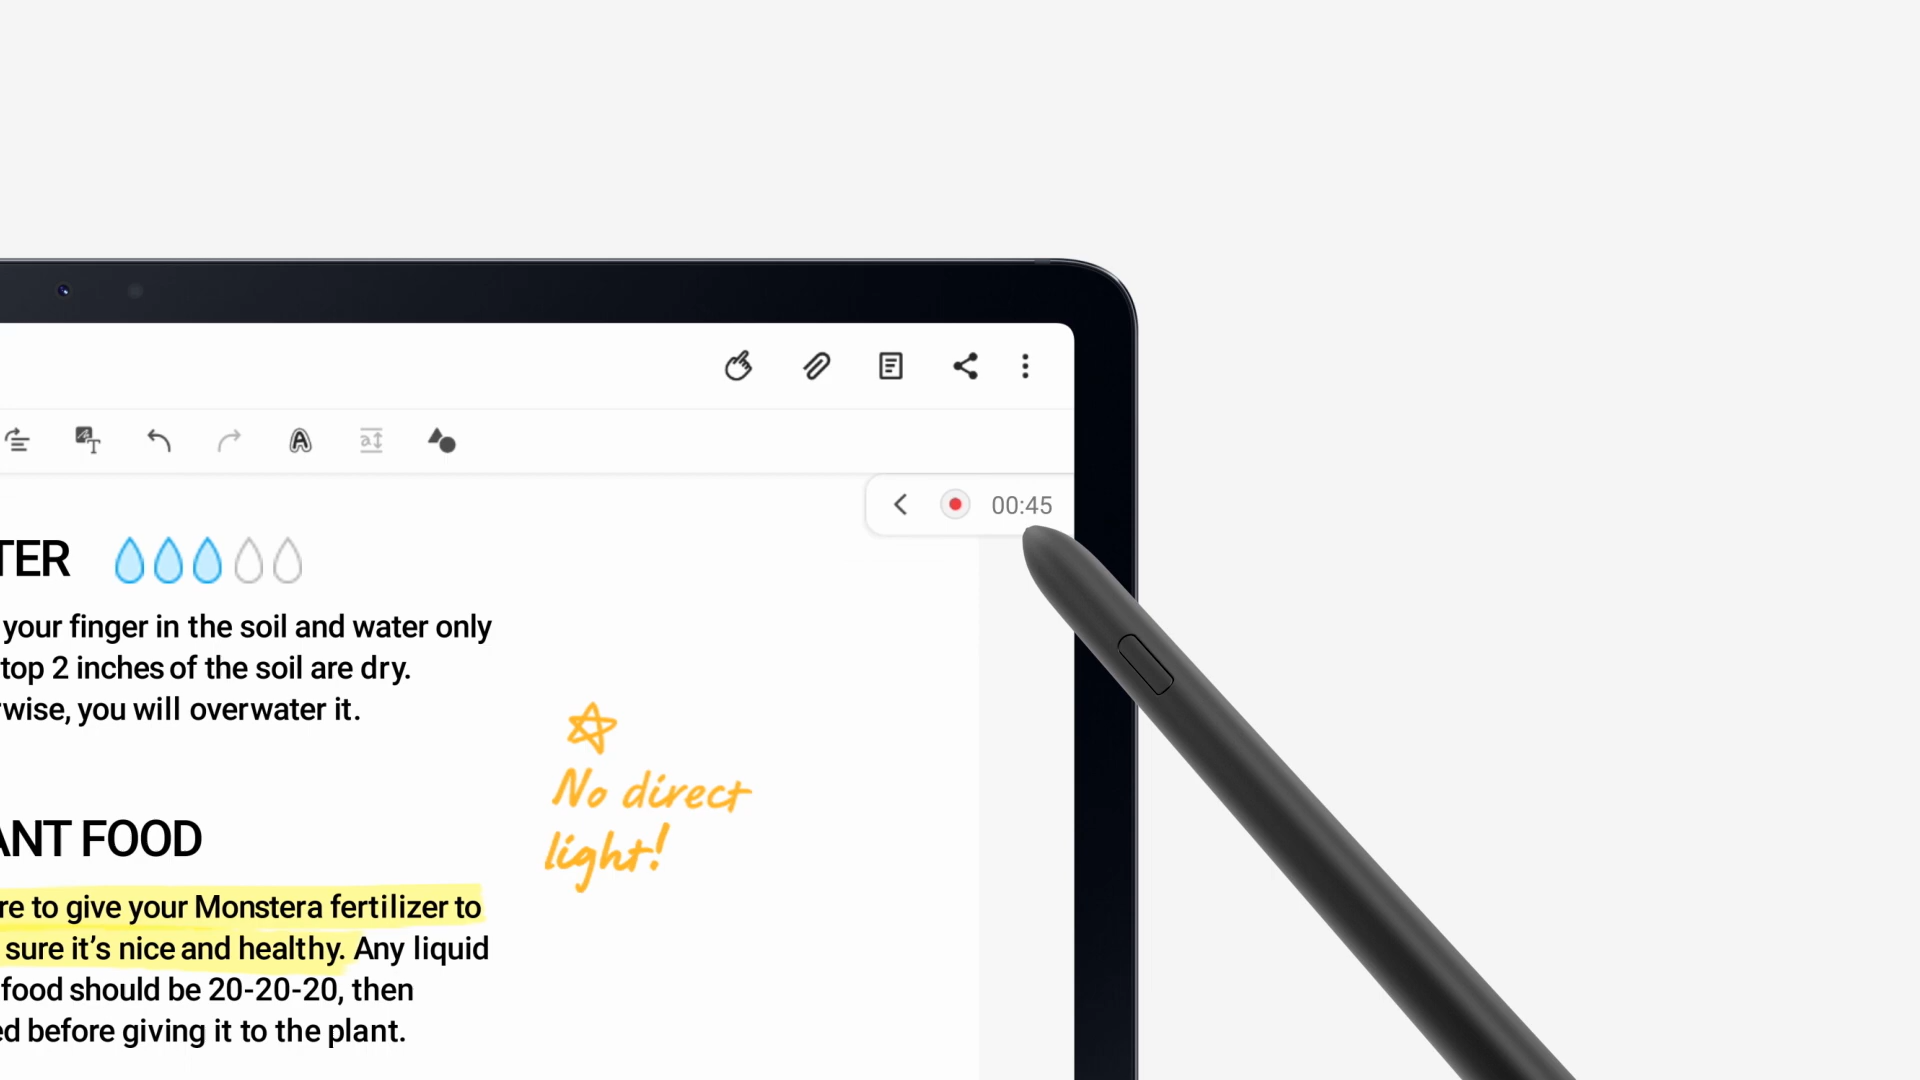 00:45
TER
your finger in the soil and water only
top 2 inches of the soil are dry.
wise, you will overwater it.
No direct
light!
ANT FOOD
re to give your Monstera fertilizer to
sure it’s nice and healthy. Any liquid
food should be 20-20-20, then
ed before giving it to the plant.